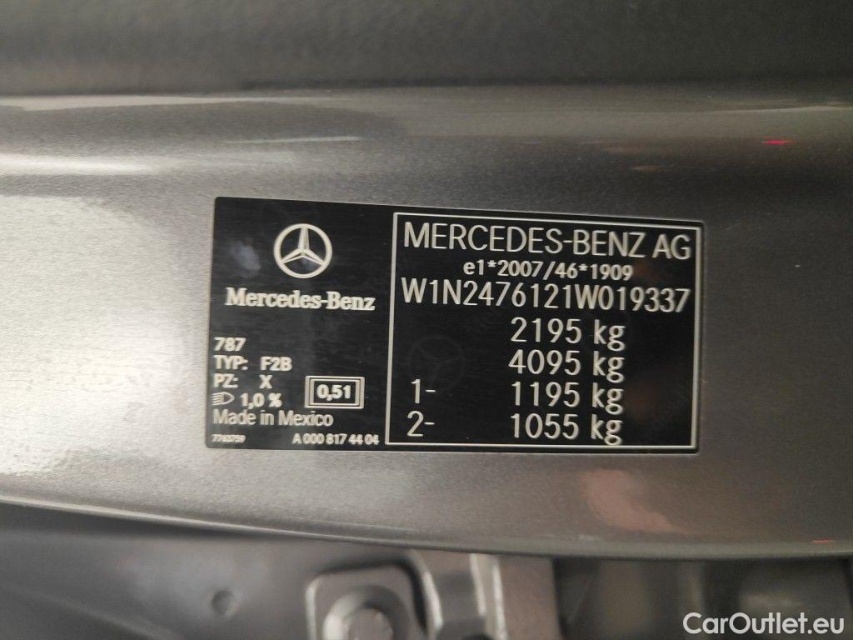 Mercedes-Benz
787
TYP: F2B
PZ: X
1,0 %
0,51
Made in Mexico
A 000 817 44 04
MERCEDES-BENZ AG
e1*2007/46*1909
W1N2476121W019337
2195 kg
4095 kg
1- 1195 kg
2- 1055 kg
CarOutlet.eu